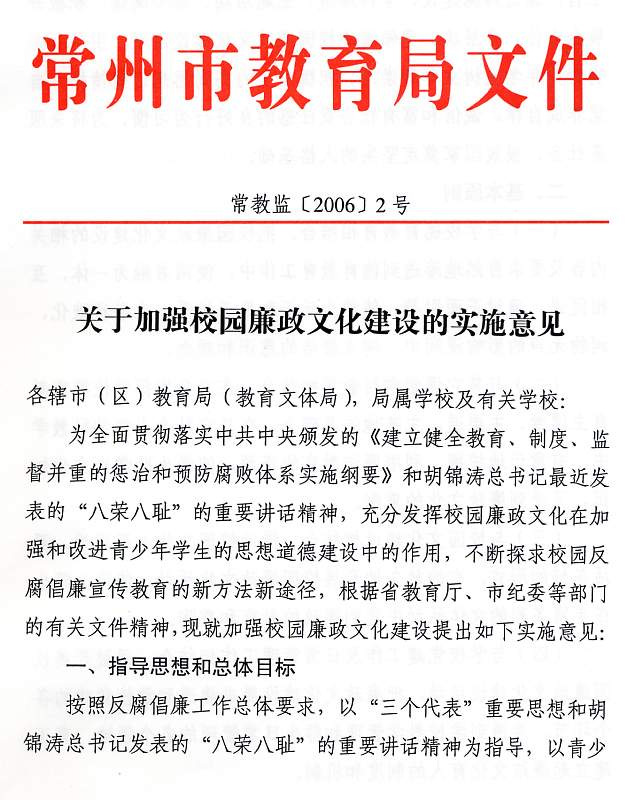 常州市教育局文件
常教监〔2006〕2号
关于加强校园廉政文化建设的实施意见
各辖市（区）教育局（教育文体局），局属学校及有关学校：
为全面贯彻落实中共中央颁发的《建立健全教育、制度、监
督并重的惩治和预防腐败体系实施纲要》和胡锦涛总书记最近发
表的“八荣八耻”的重要讲话精神，充分发挥校园廉政文化在加
强和改进青少年学生的思想道德建设中的作用，不断探求校园反
腐倡廉宣传教育的新方法新途径，根据省教育厅、市纪委等部门
的有关文件精神，现就加强校园廉政文化建设提出如下实施意见：
一、指导思想和总体目标
按照反腐倡廉工作总体要求，以“三个代表”重要思想和胡
锦涛总书记发表的“八荣八耻”的重要讲话精神为指导，以青少